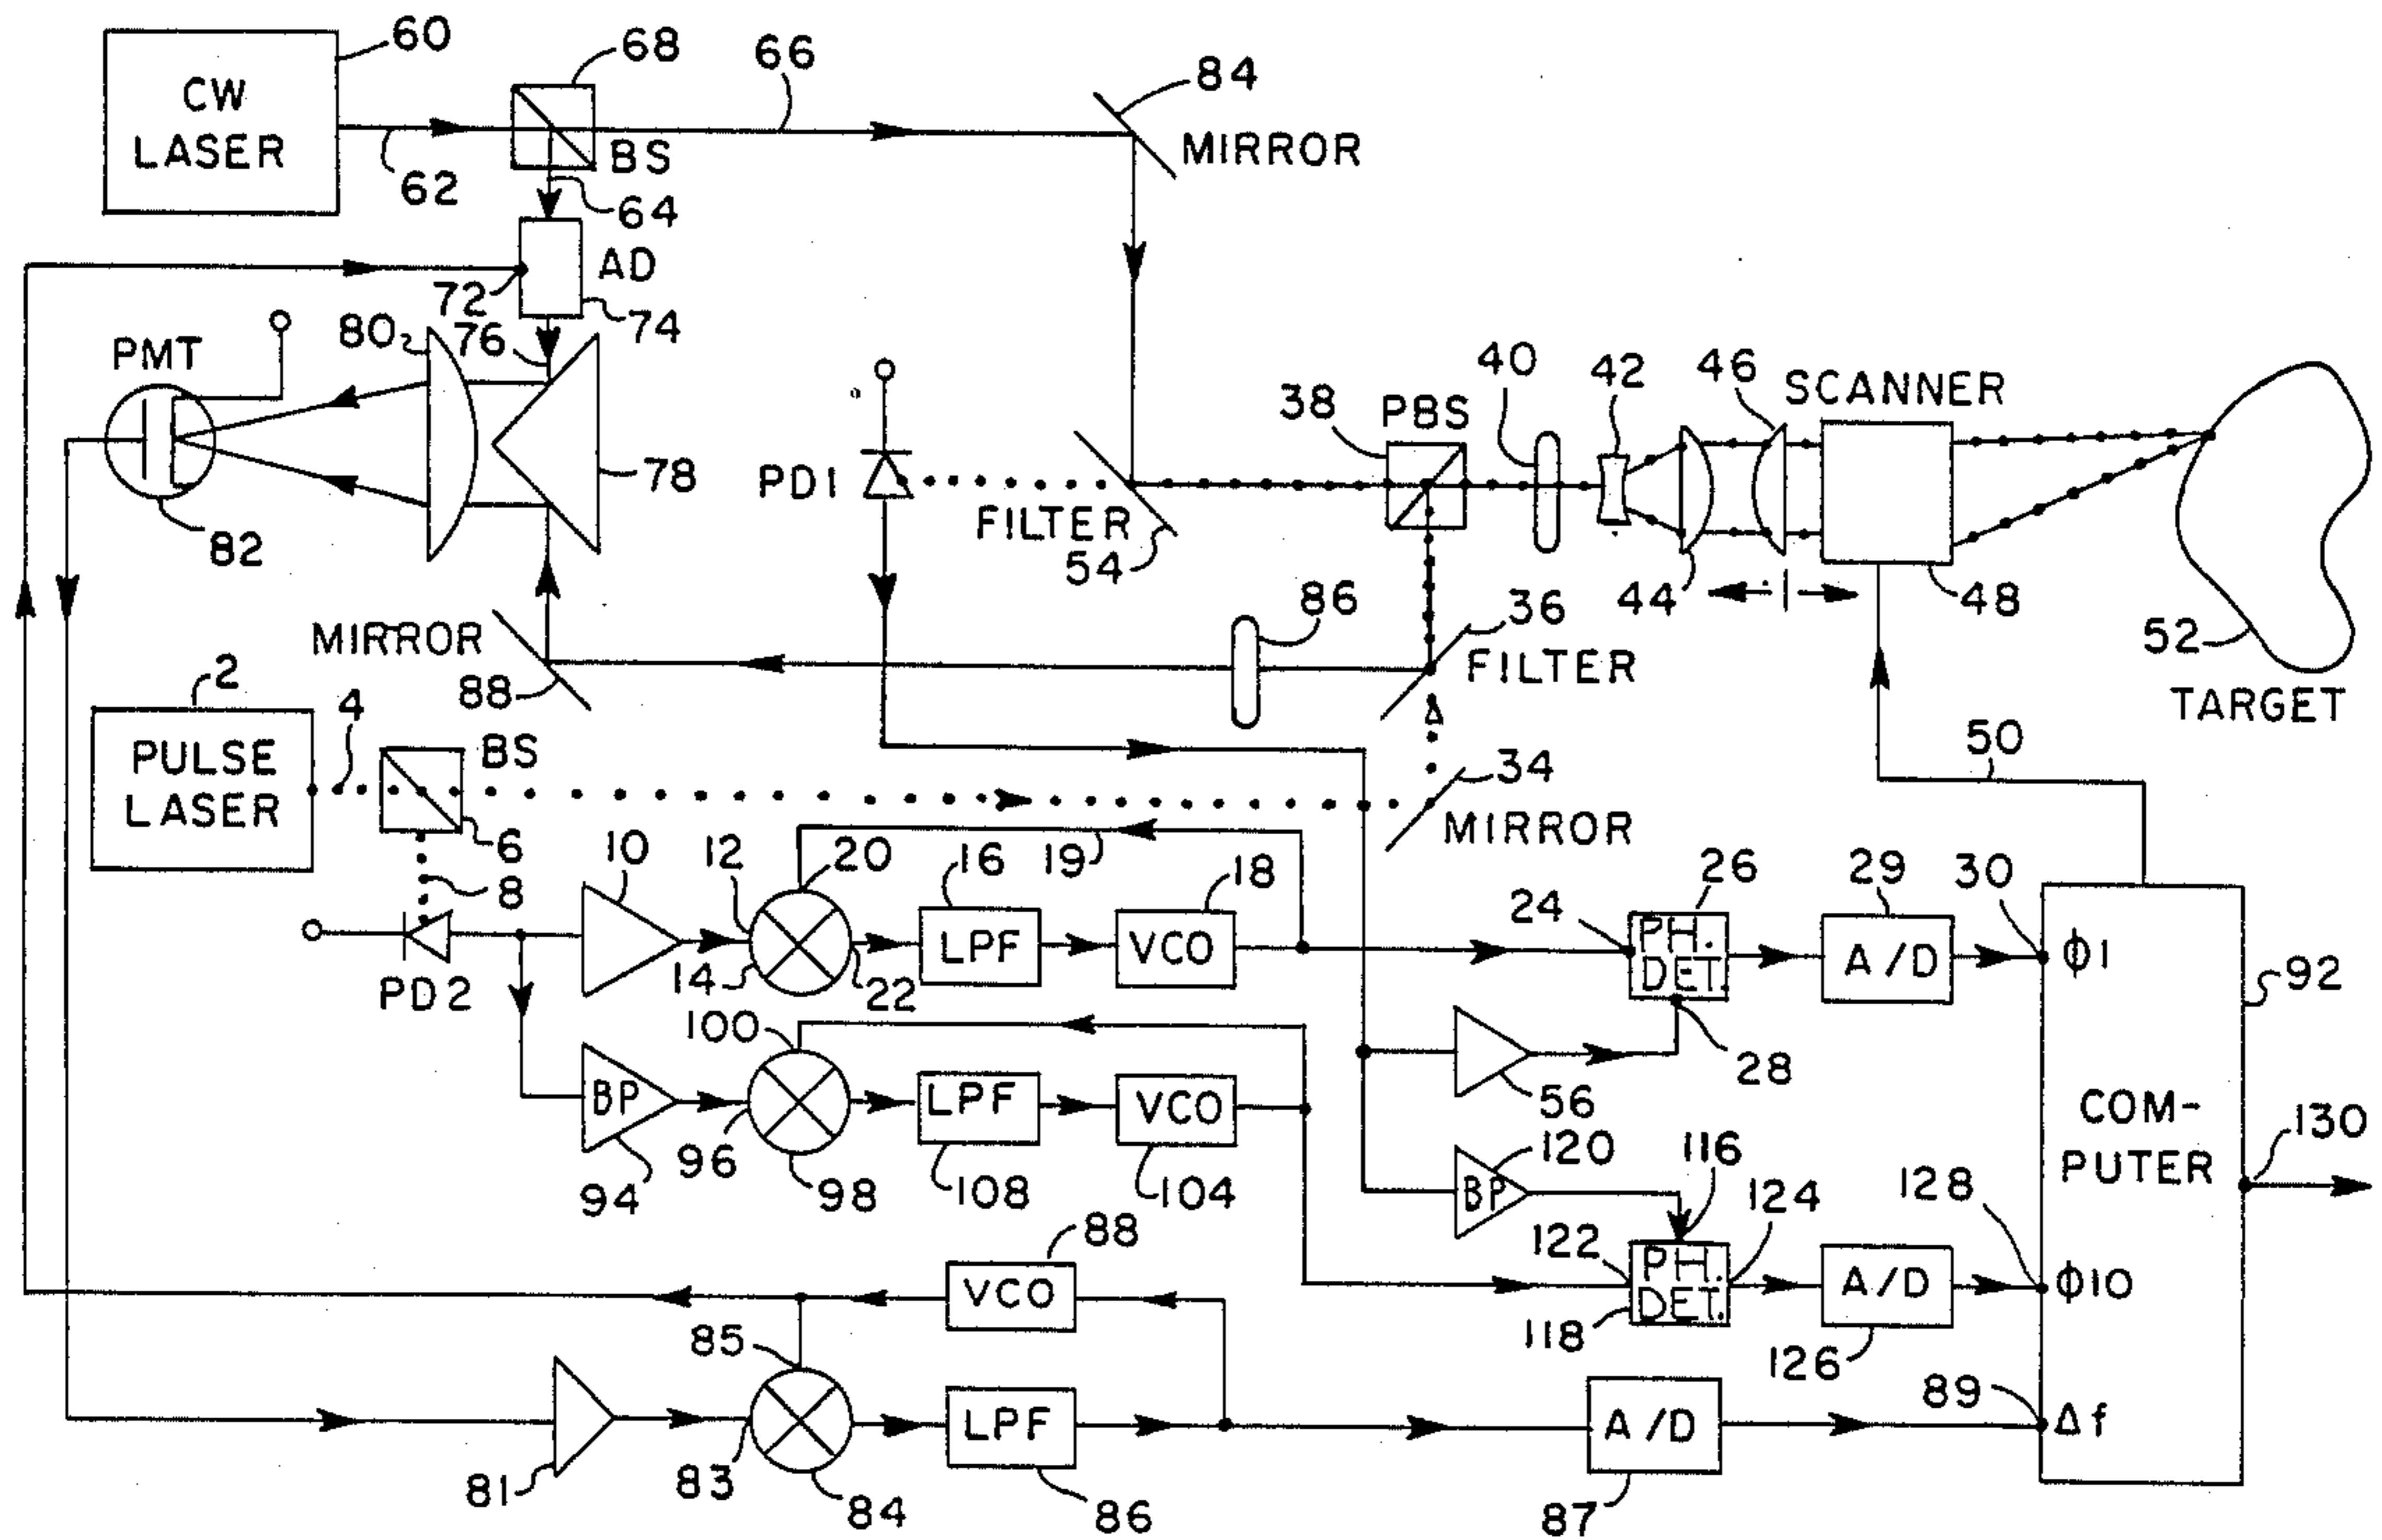 60
68
66
84
CW
LASER
MIRROR
BS
62
64
AD
72
74
76
80
PMT
78
82
PD1
FILTER
54
38
PBS
40
42
46
SCANNER
44
48
52
TARGET
MIRROR
88
86
36
FILTER
2
4
BS
PULSE
LASER
6
8
34
MIRROR
50
10
12
20
19
16
18
24
26
29
30
LPF
VCO
PH.
DET.
A/D
Φ1
92
PD2
14
22
28
100
56
BP
LPF
VCO
COM-
PUTER
130
94
96
98
108
104
120
116
BP
124
128
122
PH.
DET.
A/D
Φ10
118
126
88
VCO
85
89
LPF
A/D
Δf
81
83
84
86
87